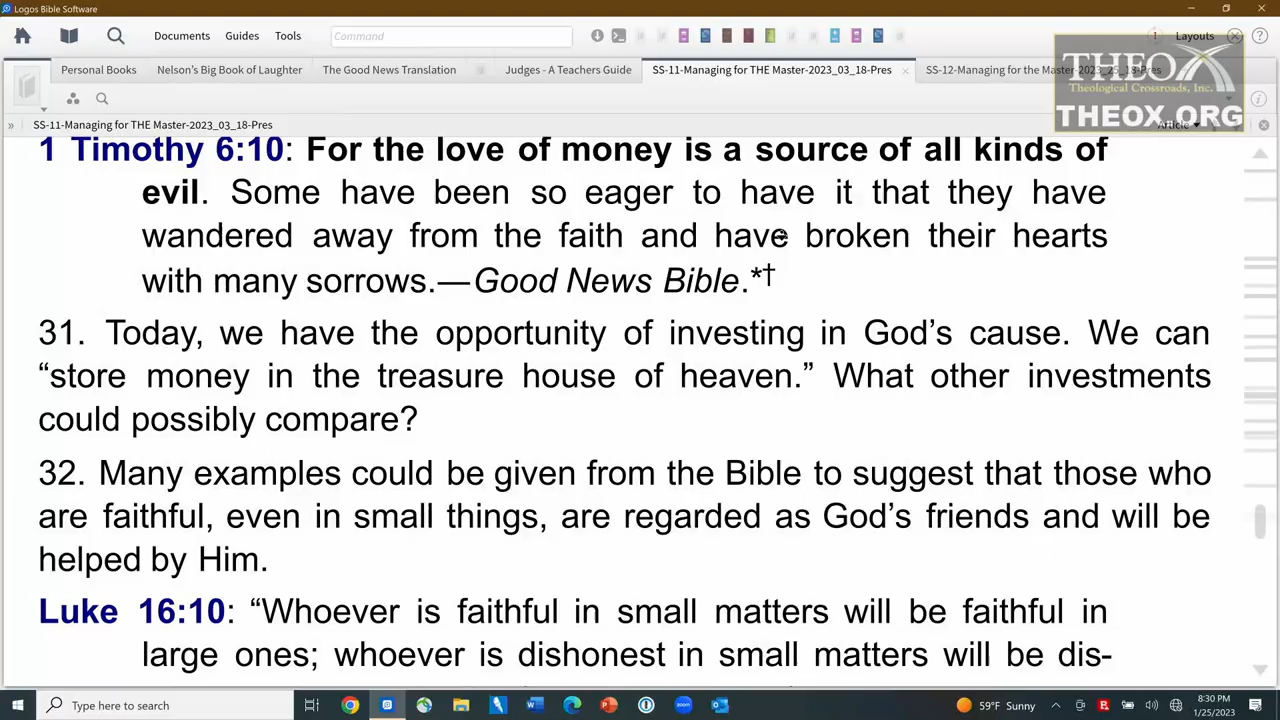 Logos Bible Software
Documents Guides Tools Command Layouts
Personal Books Nelson's Big Book of Laughter Judges - A Teachers Guide SS-11-Managing for THE Master-2023_03_18-Pres SS-12-Managing for the Master-2023_25_18-Pres
THEOX
Theological Crossroads, Inc.
THEOX.ORG
SS-11-Managing for THE Master-2023_03_18-Pres Article
1 Timothy 6:10: For the love of money is a source of all kinds of
evil. Some have been so eager to have it that they have
wandered away from the faith and have broken their hearts
with many sorrows.—Good News Bible.*†
31. Today, we have the opportunity of investing in God's cause. We can
“store money in the treasure house of heaven.” What other investments
could possibly compare?
32. Many examples could be given from the Bible to suggest that those who
are faithful, even in small things, are regarded as God's friends and will be
helped by Him.
Luke 16:10: “Whoever is faithful in small matters will be faithful in
large ones; whoever is dishonest in small matters will be dis-
Type here to search
59°F Sunny
8:30 PM
1/25/2023